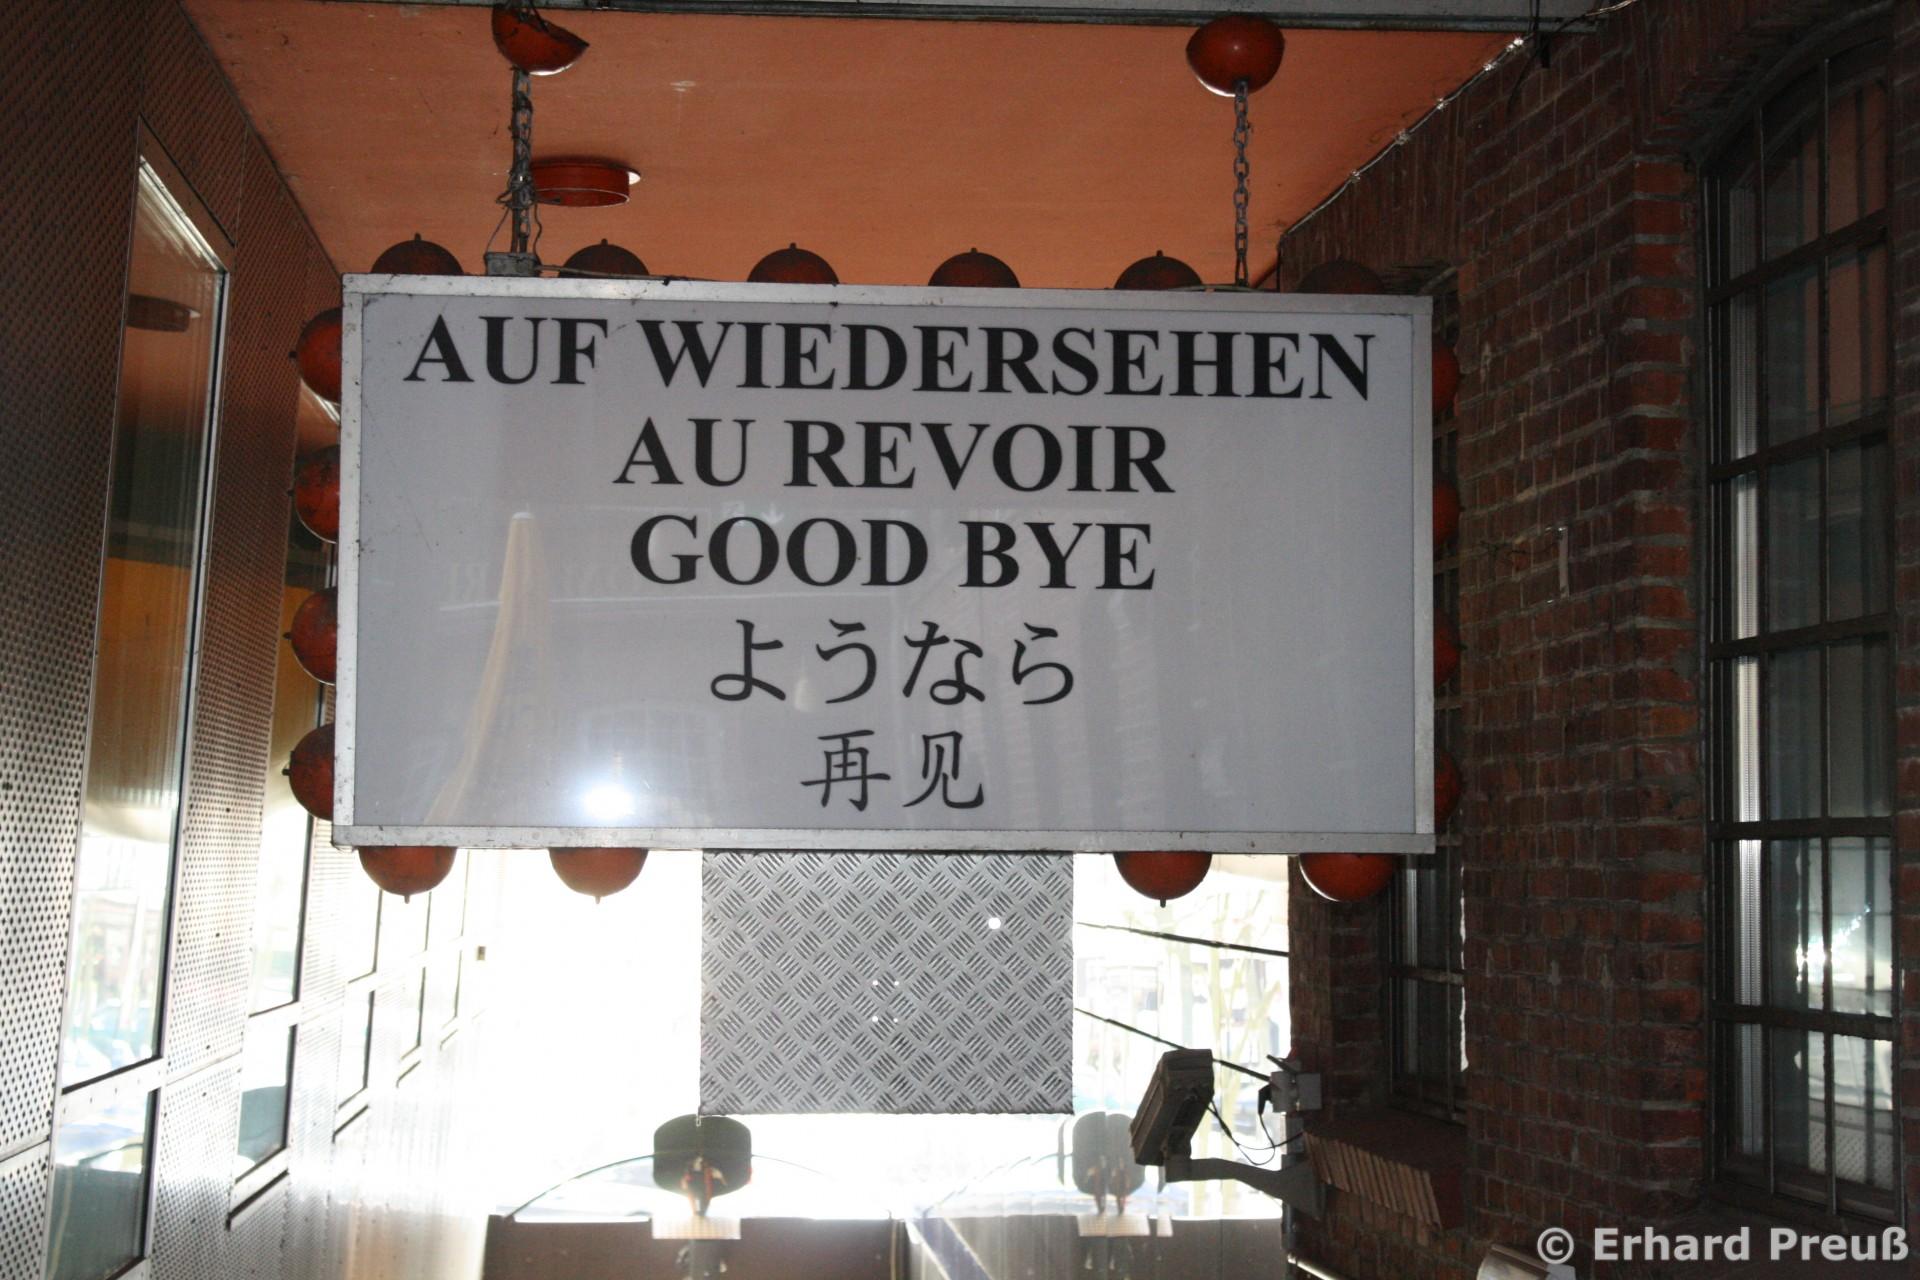 AUF WIEDERSEHEN
AU REVOIR
GOOD BYE
ようなら
再见
© Erhard Preuß